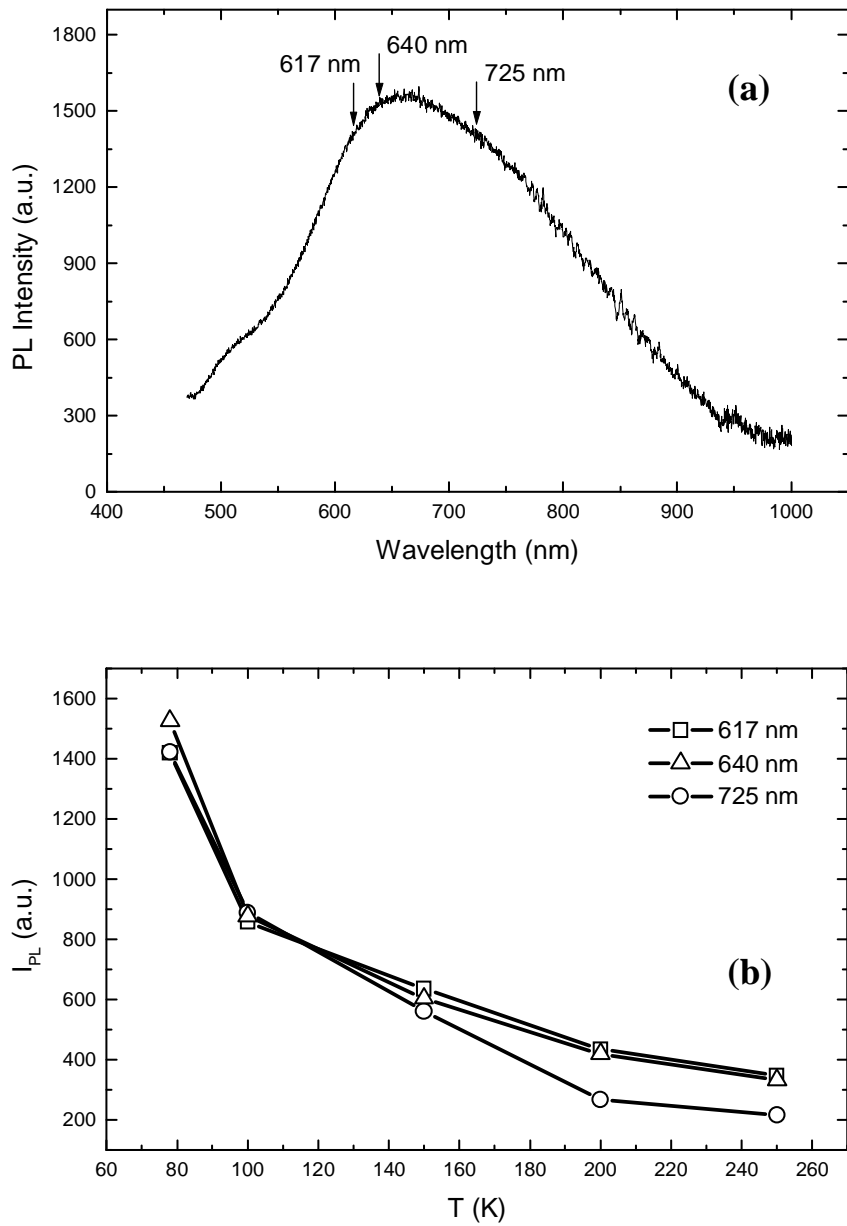 1800
1500
1200
900
600
300
0
PL Intensity (a.u.)
617 nm
640 nm
725 nm
(a)
400 500 600 700 800 900 1000
Wavelength (nm)
1600
1400
1200
1000
800
600
400
200
I_PL (a.u.)
617 nm
640 nm
725 nm
(b)
60 80 100 120 140 160 180 200 220 240 260
T (K)